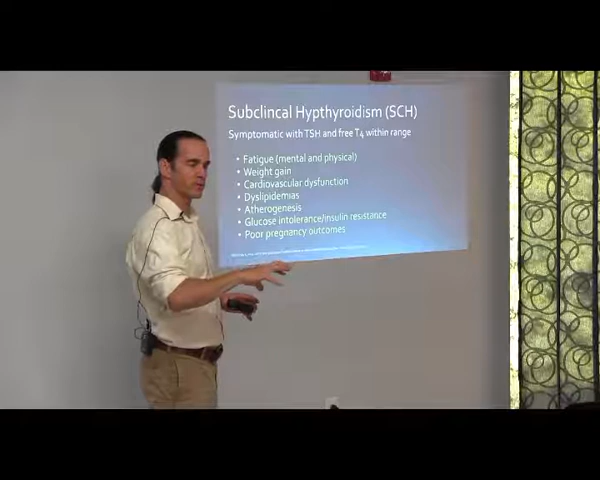 Subclincal Hypthyroidism (SCH)
Symptomatic with TSH and free T4 within range
• Fatigue (mental and physical)
• Weight gain
• Cardiovascular dysfunction
• Dyslipidemias
• Atherogenesis
• Glucose intolerance/insulin resistance
• Poor pregnancy outcomes